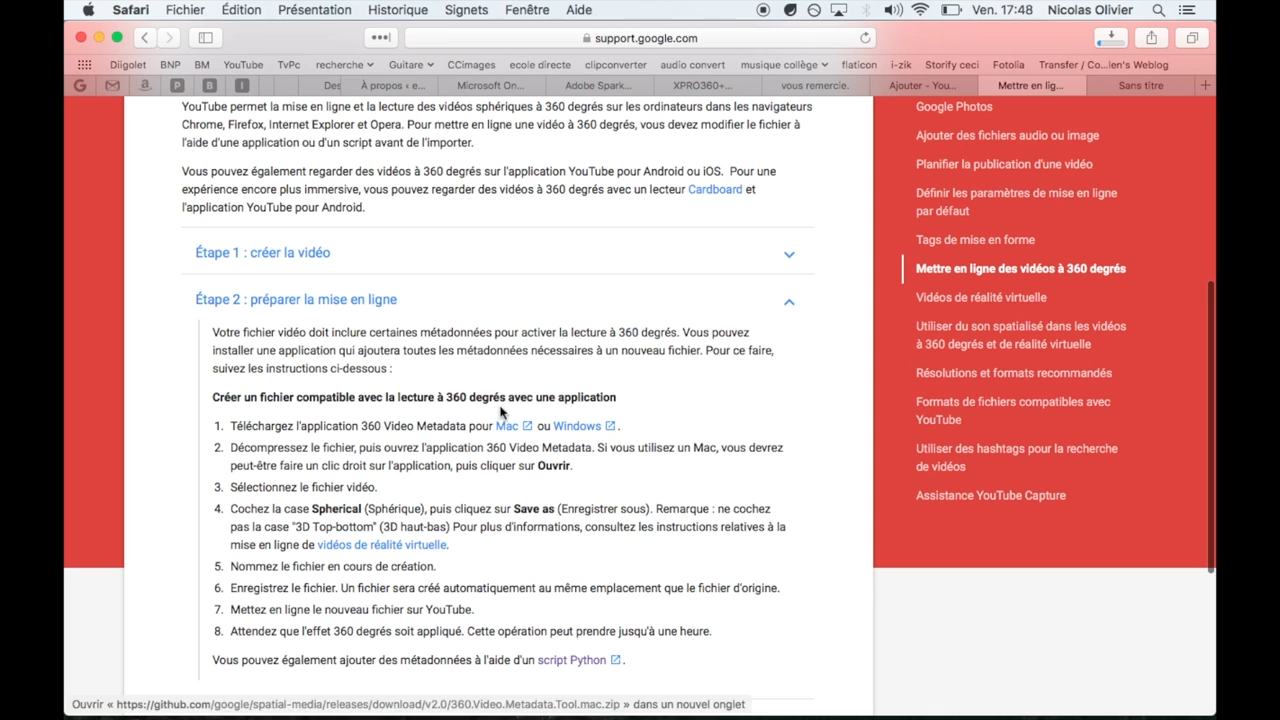 Safari Fichier Édition Présentation Historique Signets Fenêtre Aide Ven. 17:48 Nicolas Olivier
support.google.com
Diigolet BNP BM YouTube TvPc recherche Guitare CCimages ecole directe clipconverter audio convert musique collège flaticon i-zik Storify ceci Fotolia Transfer / Co...len's Weblog
Des À propos ‹ e... Microsoft On... Adobe Spark... XPRO360+... vous remercie. Ajouter - You... Mettre en lig... Sans titre
YouTube permet la mise en ligne et la lecture des vidéos sphériques à 360 degrés sur les ordinateurs dans les navigateurs
Chrome, Firefox, Internet Explorer et Opera. Pour mettre en ligne une vidéo à 360 degrés, vous devez modifier le fichier à
l'aide d'une application ou d'un script avant de l'importer.
Vous pouvez également regarder des vidéos à 360 degrés sur l'application YouTube pour Android ou iOS. Pour une
expérience encore plus immersive, vous pouvez regarder des vidéos à 360 degrés avec un lecteur Cardboard et
l'application YouTube pour Android.
Étape 1 : créer la vidéo
Étape 2 : préparer la mise en ligne
Votre fichier vidéo doit inclure certaines métadonnées pour activer la lecture à 360 degrés. Vous pouvez
installer une application qui ajoutera toutes les métadonnées nécessaires à un nouveau fichier. Pour ce faire,
suivez les instructions ci-dessous :
Créer un fichier compatible avec la lecture à 360 degrés avec une application
1. Téléchargez l'application 360 Video Metadata pour Mac ou Windows.
2. Décompressez le fichier, puis ouvrez l'application 360 Video Metadata. Si vous utilisez un Mac, vous devrez
peut-être faire un clic droit sur l'application, puis cliquer sur Ouvrir.
3. Sélectionnez le fichier vidéo.
4. Cochez la case Spherical (Sphérique), puis cliquez sur Save as (Enregistrer sous). Remarque : ne cochez
pas la case "3D Top-bottom" (3D haut-bas) Pour plus d'informations, consultez les instructions relatives à la
mise en ligne de vidéos de réalité virtuelle.
5. Nommez le fichier en cours de création.
6. Enregistrez le fichier. Un fichier sera créé automatiquement au même emplacement que le fichier d'origine.
7. Mettez en ligne le nouveau fichier sur YouTube.
8. Attendez que l'effet 360 degrés soit appliqué. Cette opération peut prendre jusqu'à une heure.
Vous pouvez également ajouter des métadonnées à l'aide d'un script Python.
Google Photos
Ajouter des fichiers audio ou image
Planifier la publication d'une vidéo
Définir les paramètres de mise en ligne
par défaut
Tags de mise en forme
Mettre en ligne des vidéos à 360 degrés
Vidéos de réalité virtuelle
Utiliser du son spatialisé dans les vidéos
à 360 degrés et de réalité virtuelle
Résolutions et formats recommandés
Formats de fichiers compatibles avec
YouTube
Utiliser des hashtags pour la recherche
de vidéos
Assistance YouTube Capture
Ouvrir « https://github.com/google/spatial-media/releases/download/v2.0/360.Video.Metadata.Tool.mac.zip » dans un nouvel onglet